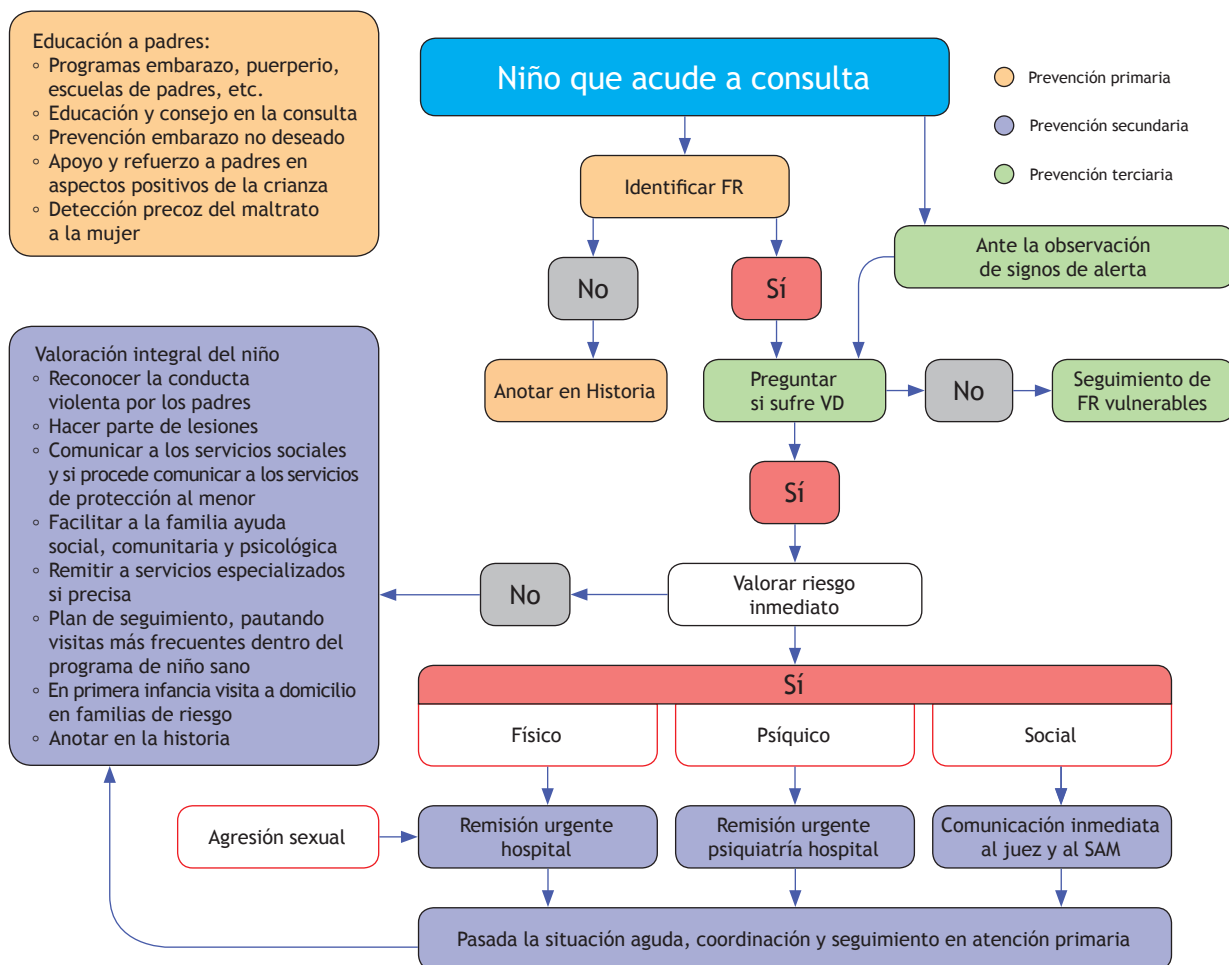 Educación a padres:
◦ Programas embarazo, puerperio,
escuelas de padres, etc.
◦ Educación y consejo en la consulta
◦ Prevención embarazo no deseado
◦ Apoyo y refuerzo a padres en
aspectos positivos de la crianza
◦ Detección precoz del maltrato
a la mujer
Niño que acude a consulta
Prevención primaria
Prevención secundaria
Prevención terciaria
Identificar FR
Ante la observación
de signos de alerta
No
Sí
Anotar en Historia
Preguntar
si sufre VD
No
Seguimiento de
FR vulnerables
Sí
Valoración integral del niño
◦ Reconocer la conducta
violenta por los padres
◦ Hacer parte de lesiones
◦ Comunicar a los servicios sociales
y si procede comunicar a los servicios
de protección al menor
◦ Facilitar a la familia ayuda
social, comunitaria y psicológica
◦ Remitir a servicios especializados
si precisa
◦ Plan de seguimiento, pautando
visitas más frecuentes dentro del
programa de niño sano
◦ En primera infancia visita a domicilio
en familias de riesgo
◦ Anotar en la historia
No
Valorar riesgo
inmediato
Sí
Físico
Psíquico
Social
Agresión sexual
Remisión urgente
hospital
Remisión urgente
psiquiatría hospital
Comunicación inmediata
al juez y al SAM
Pasada la situación aguda, coordinación y seguimiento en atención primaria